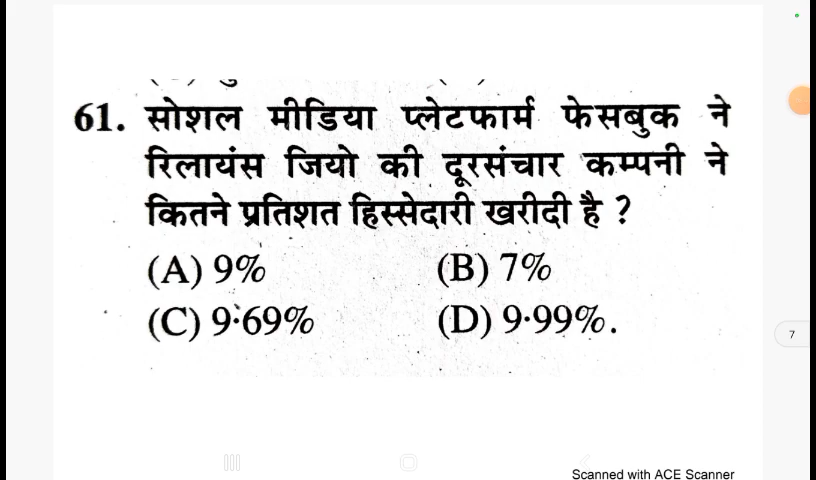 61. सोशल मीडिया प्लेटफार्म फेसबुक ने
रिलायंस जियो की दूरसंचार कम्पनी ने
कितने प्रतिशत हिस्सेदारी खरीदी है ?
(A) 9% (B) 7%
(C) 9·69% (D) 9·99%.
7
Scanned with ACE Scanner